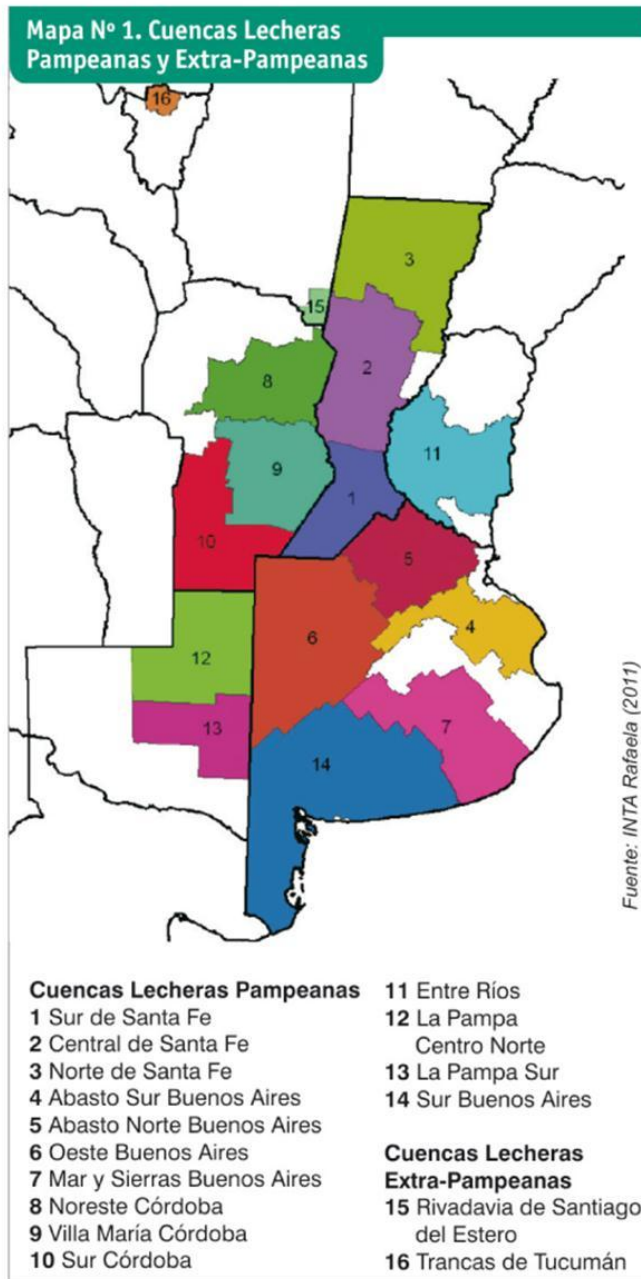 Mapa Nº 1. Cuencas Lecheras
Pampeanas y Extra-Pampeanas
16
3
15
2
8
11
9
1
10
5
4
6
12
7
13
14
Fuente: INTA Rafaela (2011)
Cuencas Lecheras Pampeanas
1 Sur de Santa Fe
2 Central de Santa Fe
3 Norte de Santa Fe
4 Abasto Sur Buenos Aires
5 Abasto Norte Buenos Aires
6 Oeste Buenos Aires
7 Mar y Sierras Buenos Aires
8 Noreste Córdoba
9 Villa María Córdoba
10 Sur Córdoba
11 Entre Ríos
12 La Pampa
Centro Norte
13 La Pampa Sur
14 Sur Buenos Aires
Cuencas Lecheras
Extra-Pampeanas
15 Rivadavia de Santiago
del Estero
16 Trancas de Tucumán